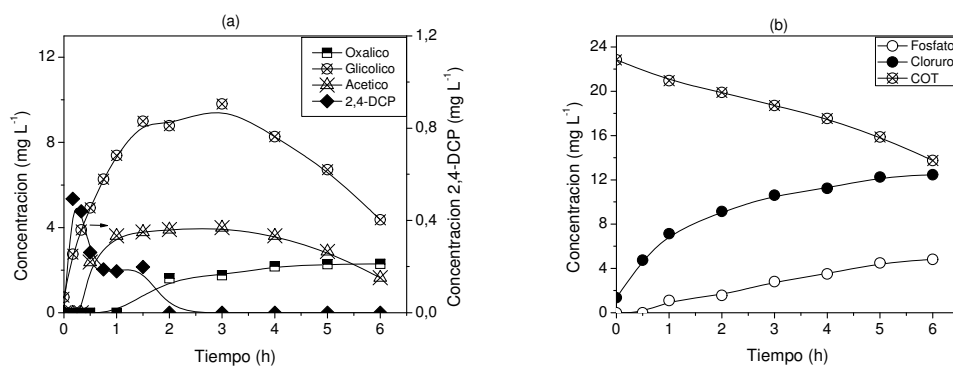 (a)
12
8
4
0
Concentracion (mg L-1)
1,2
0,8
0,4
0,0
Concentracion 2,4-DCP (mg L-1)
0 1 2 3 4 5 6
Tiempo (h)
Oxalico
Glicolico
Acetico
2,4-DCP
(b)
24
20
16
12
8
4
0
Concentracion (mg L-1)
0 1 2 3 4 5 6
Tiempo (h)
Fosfato
Cloruro
COT